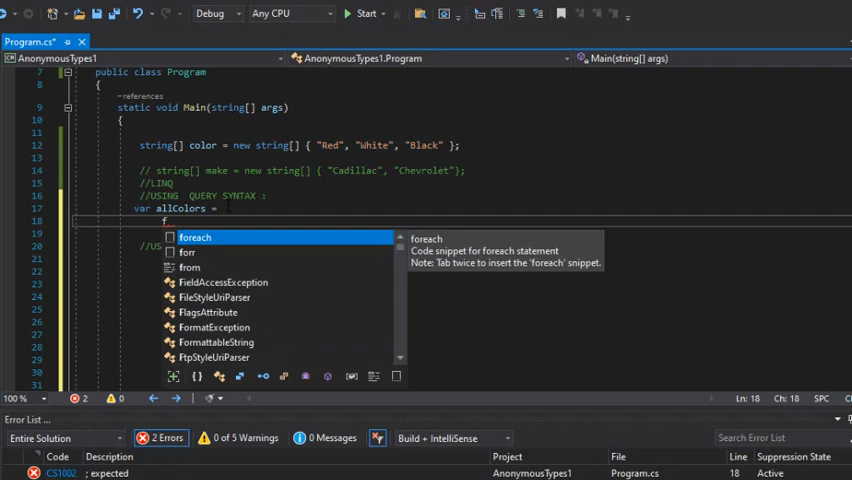 Debug Any CPU Start
Program.cs*
AnonymousTypes1 AnonymousTypes1.Program Main(string[] args)
7 public class Program
8 {
-references
9 static void Main(string[] args)
10 {
11
12 string[] color = new string[] { "Red", "White", "Black" };
13
14 // string[] make = new string[] { "Cadillac", "Chevrolet"};
15 //LINQ
16 //USING QUERY SYNTAX :
17 var allColors =
18 f
19
20 //US
21
22
23
24
25
26
27
28
29
30
31
foreach
forr
from
FieldAccessException
FileStyleUriParser
FlagsAttribute
FormatException
FormattableString
FtpStyleUriParser
foreach
Code snippet for foreach statement
Note: Tab twice to insert the 'foreach' snippet.
100 % 2 0 Ln: 18 Ch: 18 SPC
Error List ...
Entire Solution 2 Errors 0 of 5 Warnings 0 Messages Build + IntelliSense Search Error List
Code Description Project File Line Suppression State
CS1002 ; expected AnonymousTypes1 Program.cs 18 Active